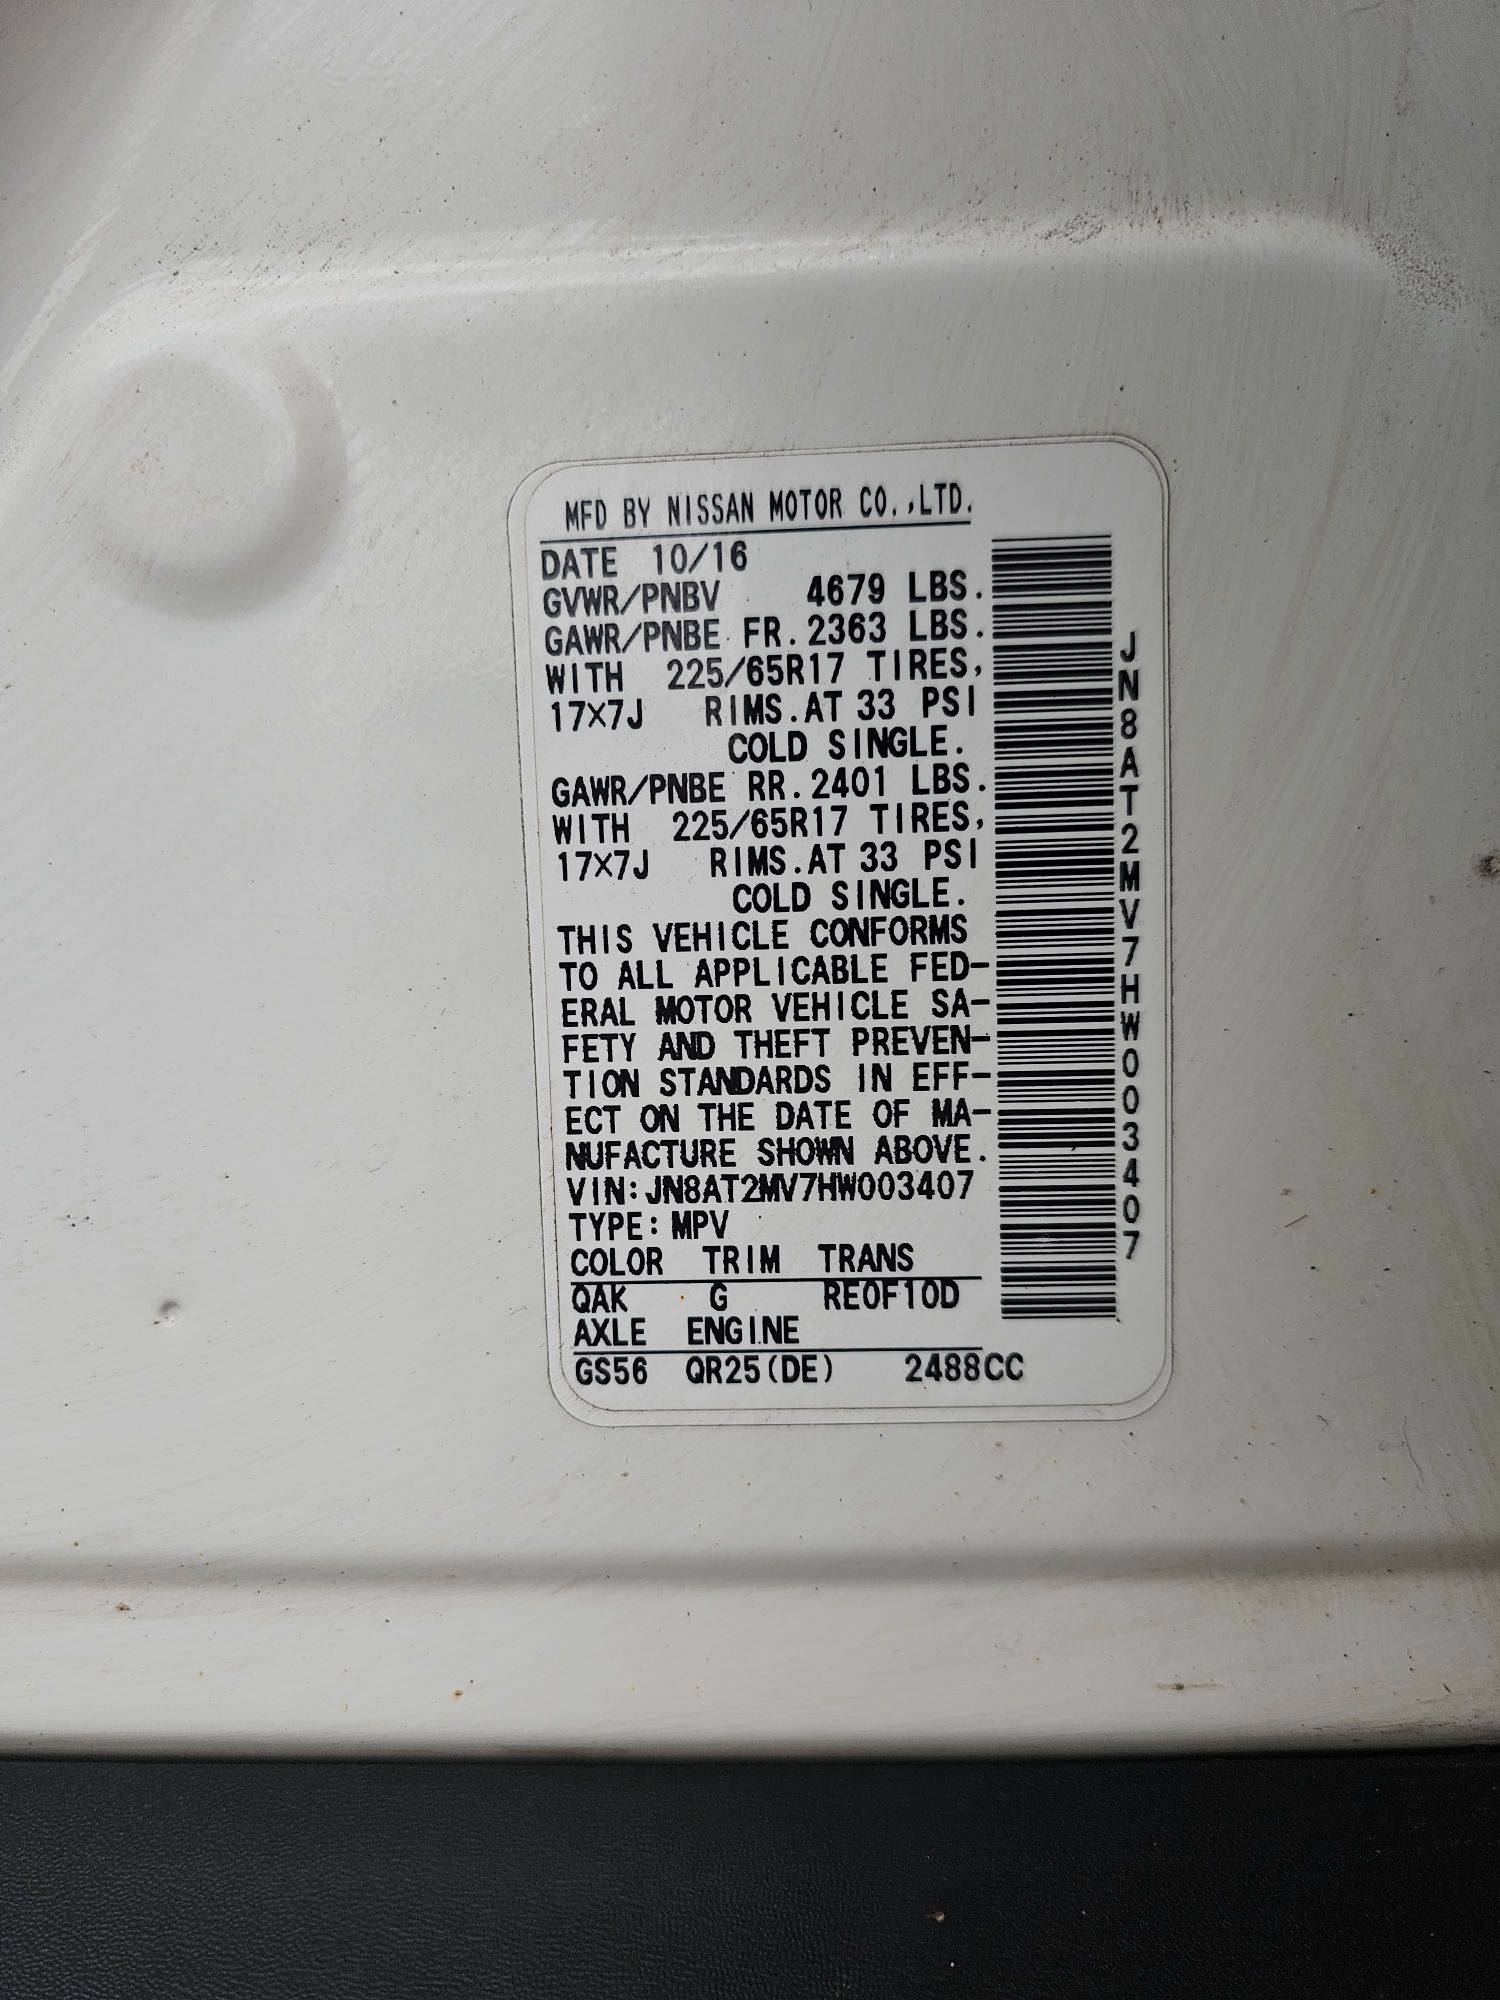 MFD BY NISSAN MOTOR CO.,LTD.
DATE 10/16
GVWR/PNBV 4679 LBS.
GAWR/PNBE FR. 2363 LBS.
WITH 225/65R17 TIRES,
17X7J RIMS. AT 33 PSI
COLD SINGLE.
GAWR/PNBE RR. 2401 LBS.
WITH 225/65R17 TIRES,
17X7J RIMS. AT 33 PSI
COLD SINGLE.
THIS VEHICLE CONFORMS
TO ALL APPLICABLE FED-
ERAL MOTOR VEHICLE SA-
FETY AND THEFT PREVEN-
TION STANDARDS IN EFF-
ECT ON THE DATE OF MA-
NUFACTURE SHOWN ABOVE.
VIN: JN8AT2MV7HW003407
TYPE: MPV
COLOR TRIM TRANS
QAK G RE0F10D
AXLE ENGINE
GS56 QR25(DE) 2488CC
JN8AT2MV7HW003407